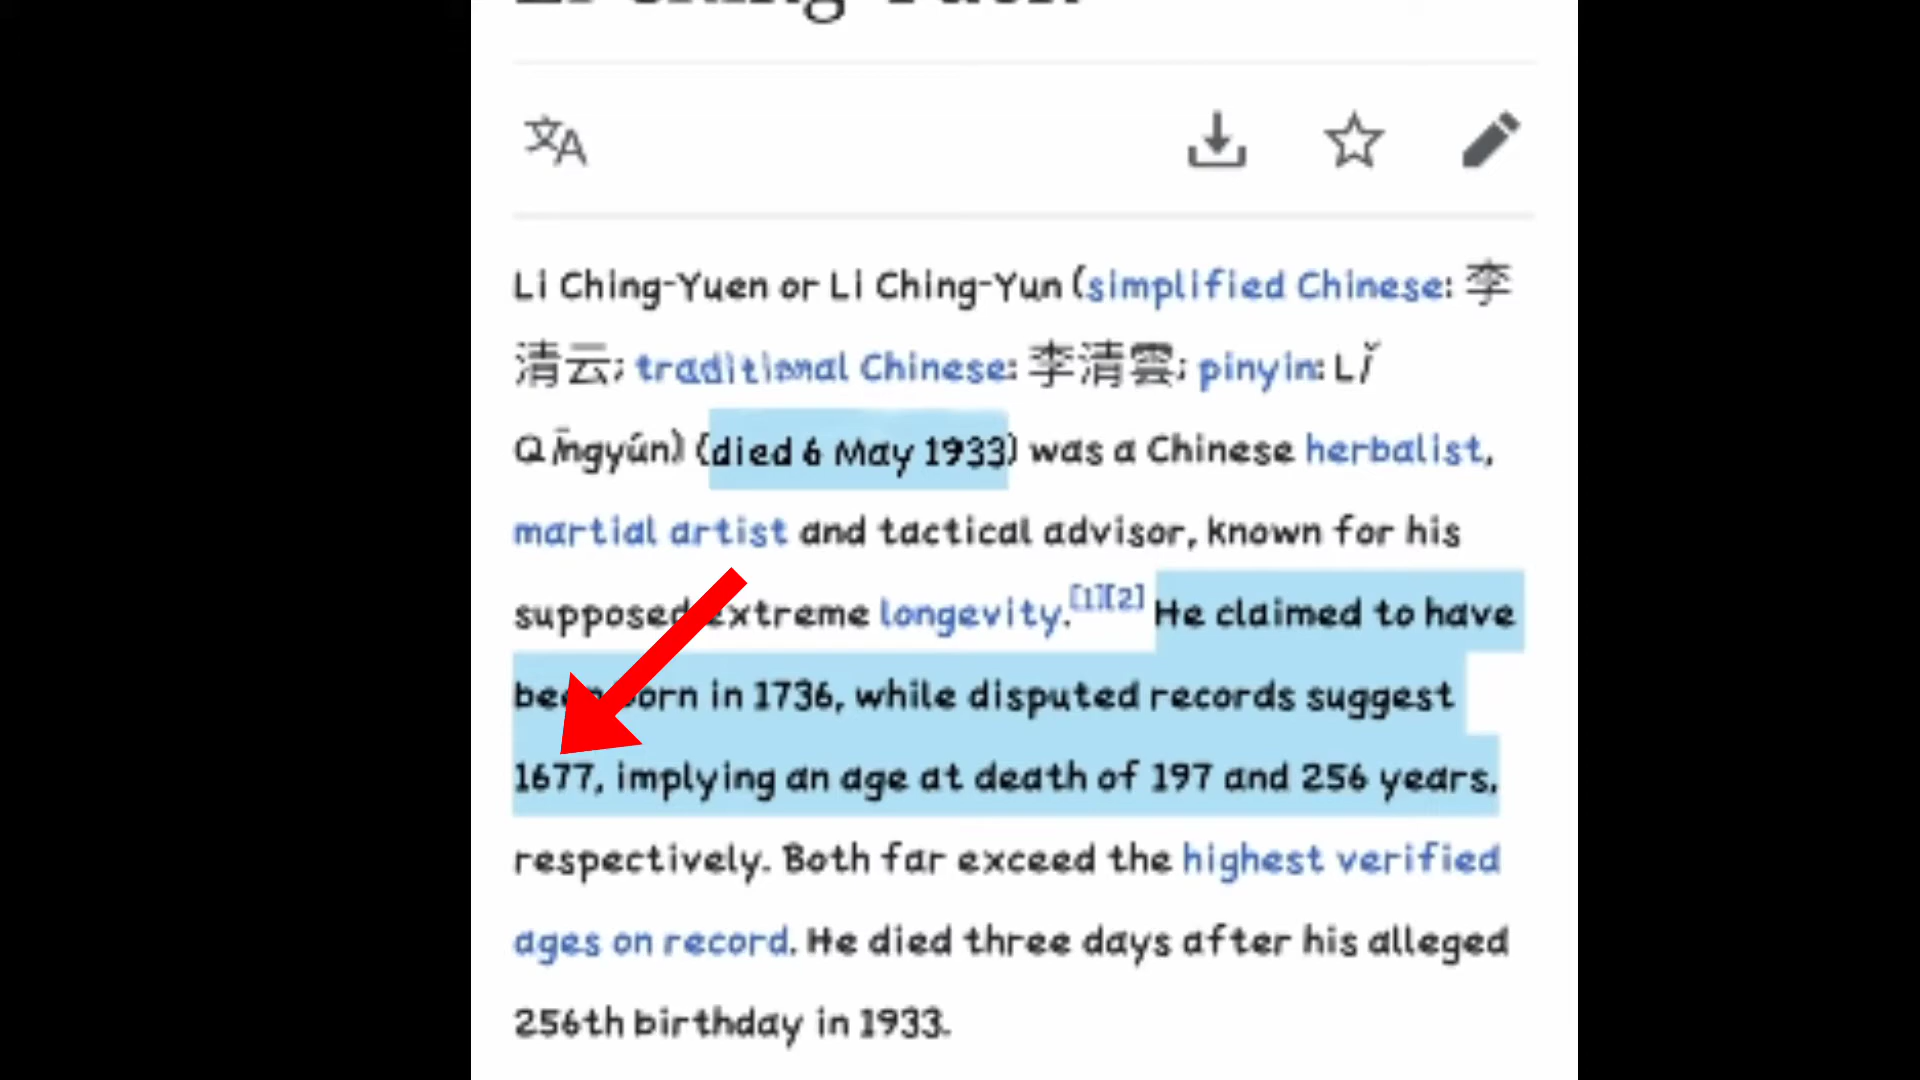 Li Ching-Yuen or Li Ching-Yun (simplified Chinese: 李
清云; traditional Chinese: 李清雲; pinyin: Lǐ
Qīngyún) (died 6 May 1933) was a Chinese herbalist,
martial artist and tactical advisor, known for his
supposed extreme longevity.[1][2] He claimed to have
been born in 1736, while disputed records suggest
1677, implying an age at death of 197 and 256 years,
respectively. Both far exceed the highest verified
ages on record. He died three days after his alleged
256th birthday in 1933.